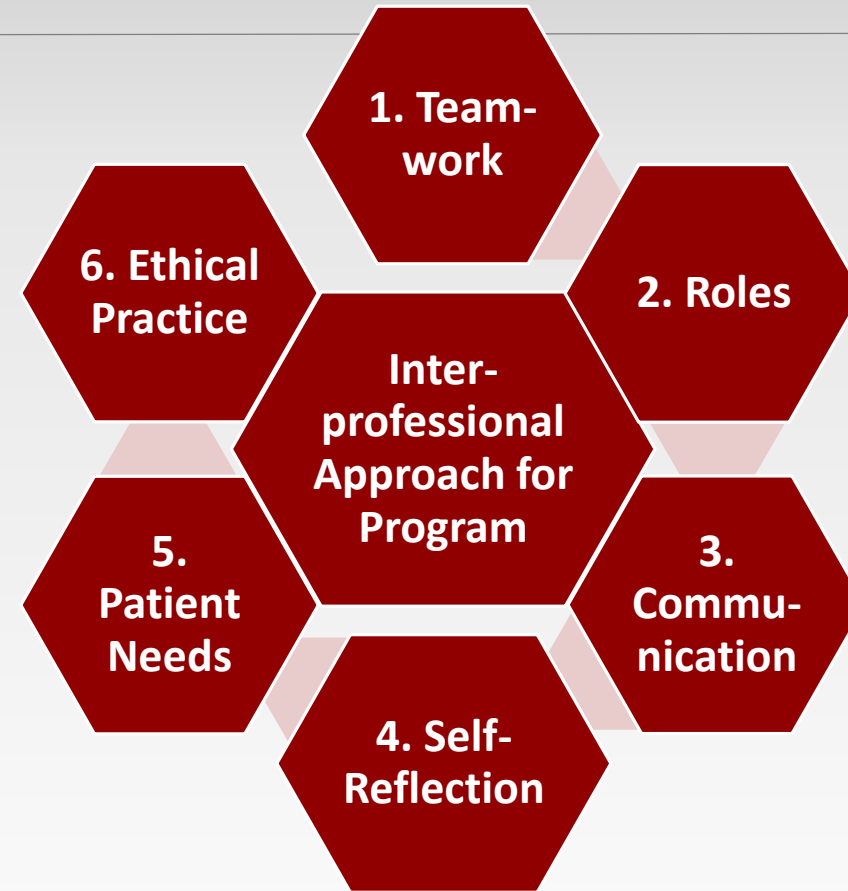 1. Team-
work
2. Roles
3.
Commu-
nication
4. Self-
Reflection
5.
Patient
Needs
6. Ethical
Practice
Inter-
professional
Approach for
Program